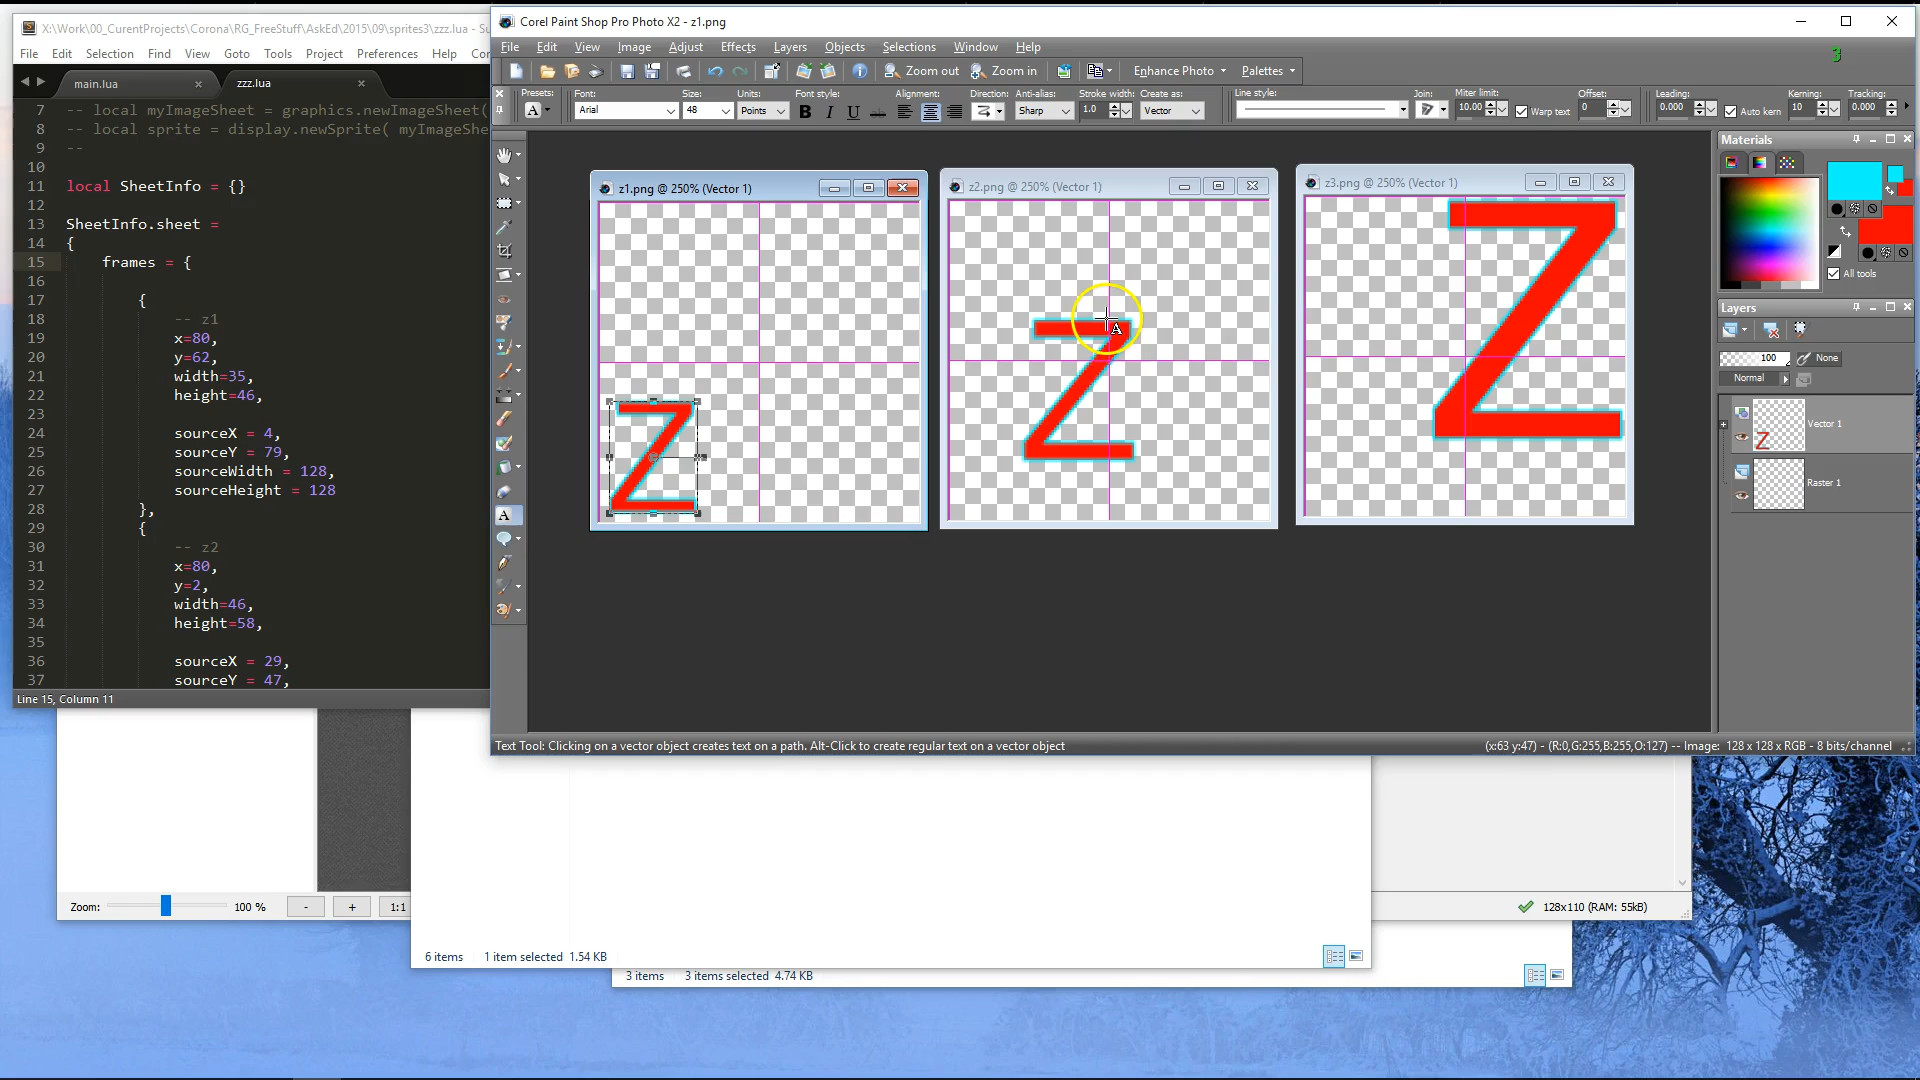 X:\Work\00_CurentProjects\Corona\RG_FreeStuff\AskEd\2015\09\sprites3\zzz.lua - Su
File Edit Selection Find View Goto Tools Project Preferences Help Cor
main.lua
zzz.lua
7 -- local myImageSheet = graphics.newImageSheet(
8 -- local sprite = display.newSprite( myImageShe
9 --
10
11 local SheetInfo = {}
12
13 SheetInfo.sheet =
14 {
15 frames = {
16
17 {
18 -- z1
19 x=80,
20 y=62,
21 width=35,
22 height=46,
23
24 sourceX = 4,
25 sourceY = 79,
26 sourceWidth = 128,
27 sourceHeight = 128
28 },
29 {
30 -- z2
31 x=80,
32 y=2,
33 width=46,
34 height=58,
35
36 sourceX = 29,
37 sourceY = 47,
Line 15, Column 11
Corel Paint Shop Pro Photo X2 - z1.png
File Edit View Image Adjust Effects Layers Objects Selections Window Help
3
Zoom out Zoom in Enhance Photo Palettes
Presets: Font: Size: Units: Font style: Alignment: Direction: Anti-alias: Stroke width: Create as: Line style: Join: Miter limit: Offset: Leading: Kerning: Tracking:
A Arial 48 Points B I U A Sharp 1.0 Vector 10.00 Warp text 0 0.000 Auto kern 10 0.000
z1.png @ 250% (Vector 1)
Z
z2.png @ 250% (Vector 1)
Z
A
z3.png @ 250% (Vector 1)
Z
A
Materials
All tools
Layers
100 None
Normal
Z
Vector 1
Raster 1
Text Tool: Clicking on a vector object creates text on a path. Alt-Click to create regular text on a vector object
(x:63 y:47) - (R:0,G:255,B:255,O:127) -- Image: 128 x 128 x RGB - 8 bits/channel
Zoom: 100 % - + 1:1
128x110 (RAM: 55kB)
6 items 1 item selected 1.54 KB
3 items 3 items selected 4.74 KB